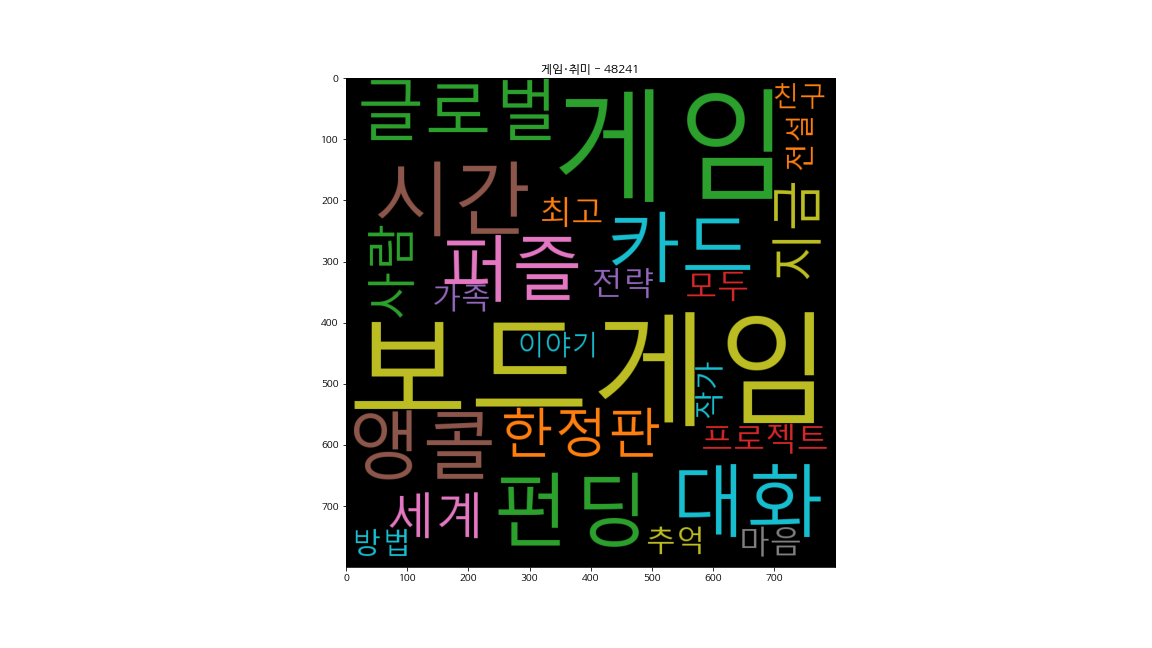 게임·취미 - 48241
0
100
200
300
400
500
600
700
글로벌
게임
친구
전설
시간
최고
지금
사람
카드
퍼즐
가족
전략
모두
보드게임
이야기
작가
앵콜
한정판
프로젝트
세계
펀딩
대화
방법
추억
마음
0 100 200 300 400 500 600 700